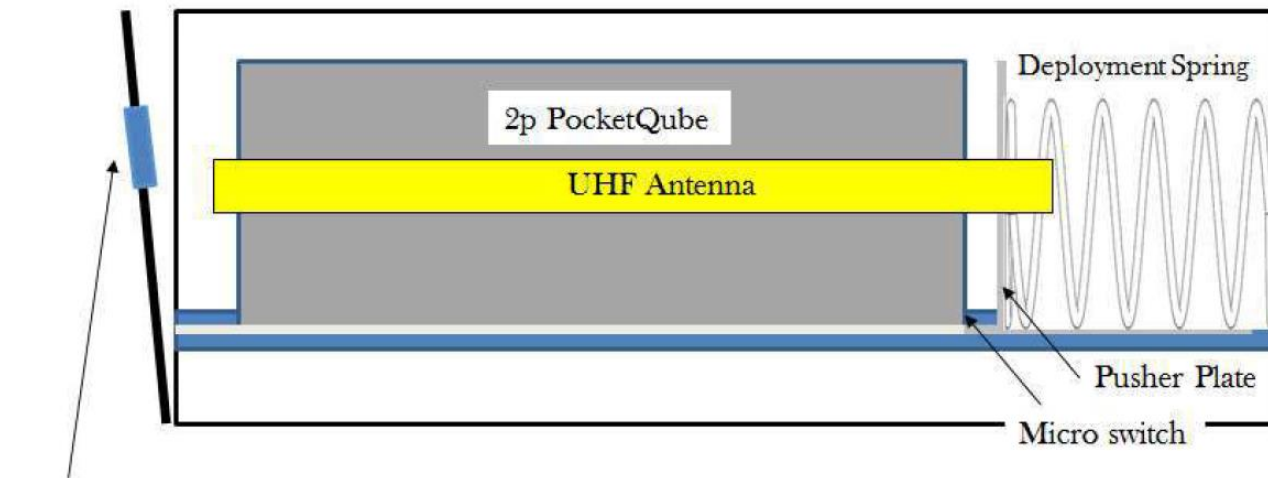 Deployment Spring
2p PocketQube
UHF Antenna
Pusher Plate
Micro switch